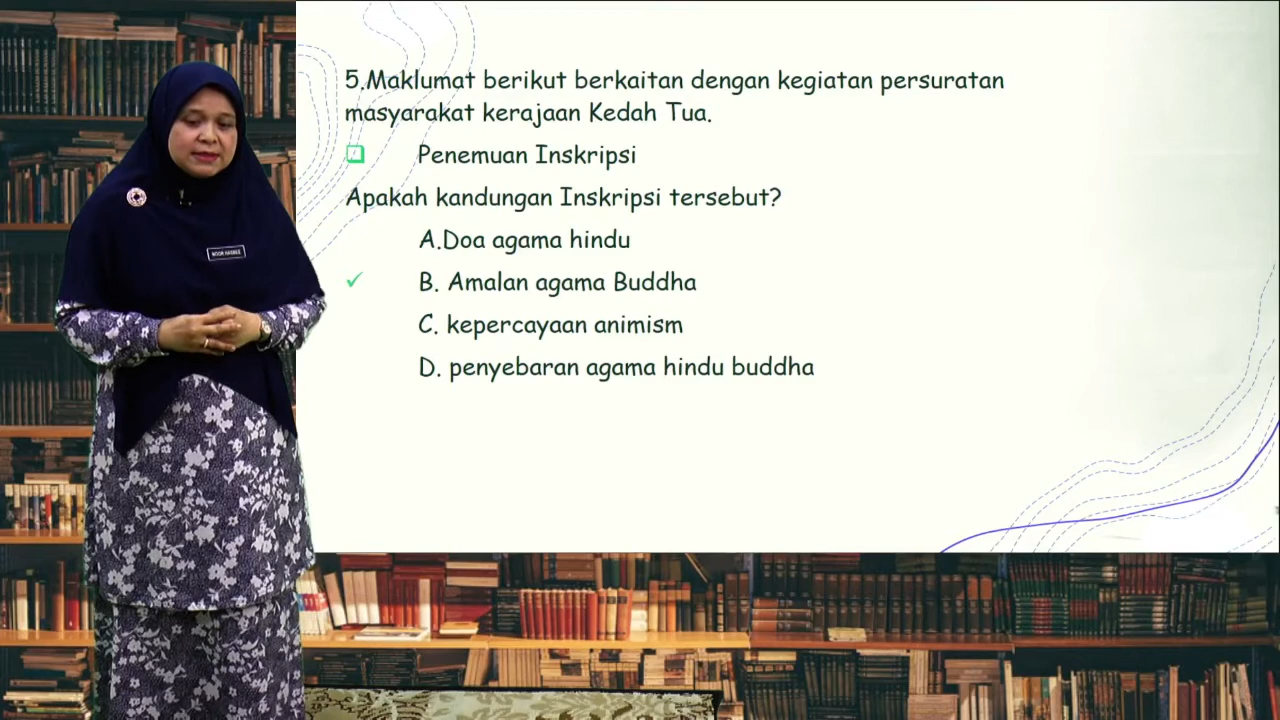 5.Maklumat berikut berkaitan dengan kegiatan persuratan
masyarakat kerajaan Kedah Tua.
Penemuan Inskripsi
Apakah kandungan Inskripsi tersebut?
A.Doa agama hindu
B. Amalan agama Buddha
C. kepercayaan animism
D. penyebaran agama hindu buddha